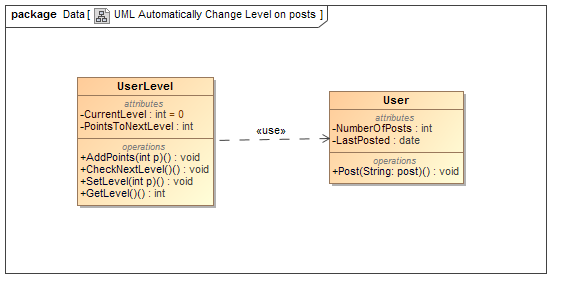 package Data [ UML Automatically Change Level on posts ]
UserLevel
attributes
-CurrentLevel : int = 0
-PointsToNextLevel : int
operations
+AddPoints(int p)() : void
+CheckNextLevel()() : void
+SetLevel(int p)() : void
+GetLevel()() : int
«use»
User
attributes
-NumberOfPosts : int
-LastPosted : date
operations
+Post(String: post)() : void